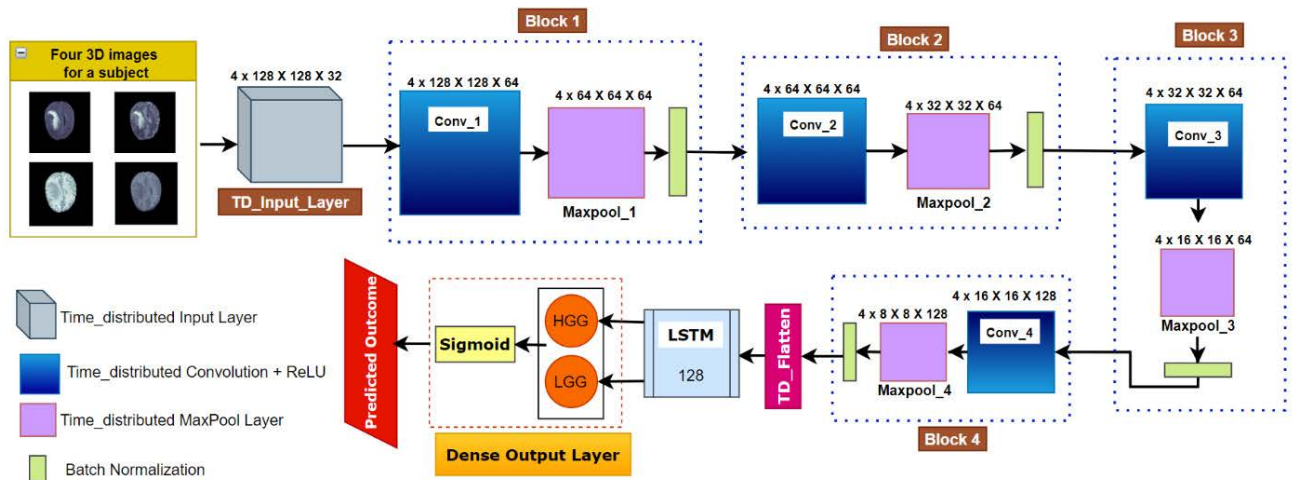 Four 3D images
for a subject
4 x 128 X 128 X 32
TD_Input_Layer
Block 1
4 x 128 X 128 X 64
Conv_1
4 x 64 X 64 X 64
Maxpool_1
Block 2
4 x 64 X 64 X 64
Conv_2
4 x 32 X 32 X 64
Maxpool_2
Block 3
4 x 32 X 32 X 64
Conv_3
4 x 16 X 16 X 64
Maxpool_3
Block 4
4 x 16 X 16 X 128
Conv_4
4 x 8 X 8 X 128
Maxpool_4
TD_Flatten
LSTM
128
HGG
LGG
Sigmoid
Dense Output Layer
Predicted Outcome
Time_distributed Input Layer
Time_distributed Convolution + ReLU
Time_distributed MaxPool Layer
Batch Normalization